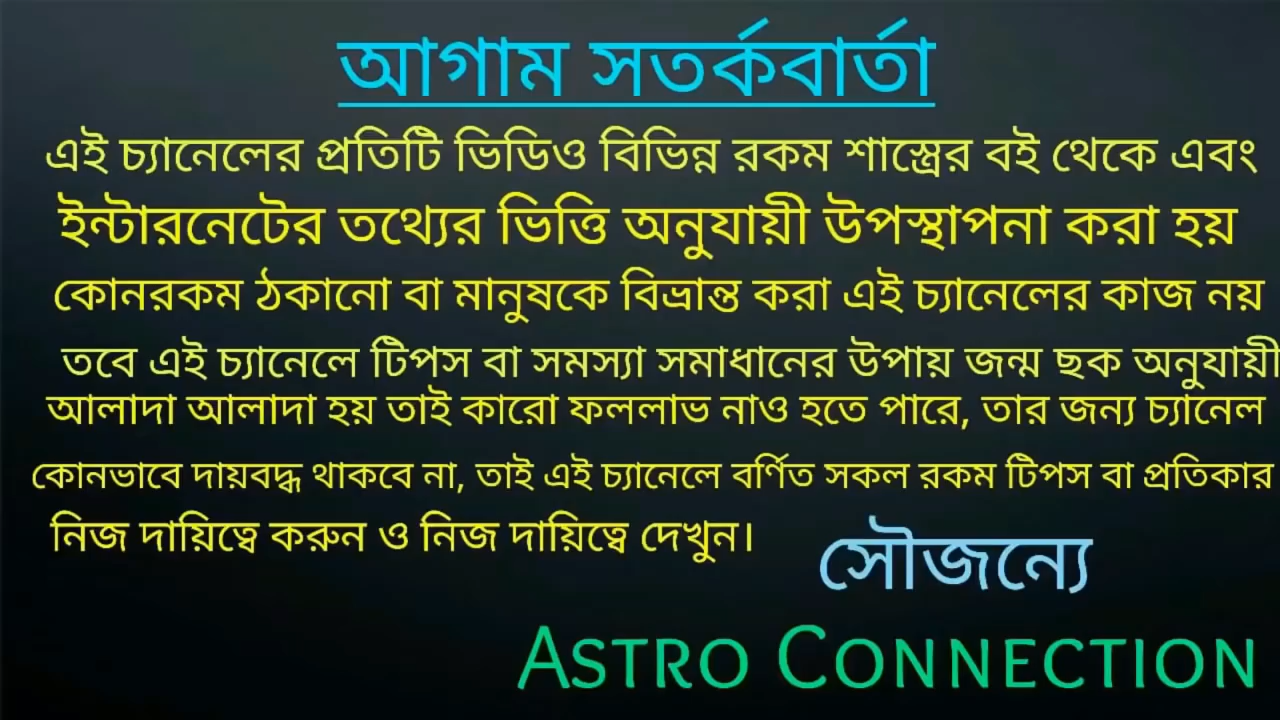 আগাম সতর্কবার্তা
এই চ্যানেলের প্রতিটি ভিডিও বিভিন্ন রকম শাস্ত্রের বই থেকে এবং
ইন্টারনেটের তথ্যের ভিত্তি অনুযায়ী উপস্থাপনা করা হয়
কোনরকম ঠকানো বা মানুষকে বিভ্রান্ত করা এই চ্যানেলের কাজ নয়
তবে এই চ্যানেলে টিপস বা সমস্যা সমাধানের উপায় জন্ম ছক অনুযায়ী
আলাদা আলাদা হয় তাই কারো ফললাভ নাও হতে পারে, তার জন্য চ্যানেল
কোনভাবে দায়বদ্ধ থাকবে না, তাই এই চ্যানেলে বর্ণিত সকল রকম টিপস বা প্রতিকার
নিজ দায়িত্বে করুন ও নিজ দায়িত্বে দেখুন।
সৌজন্যে
ASTRO CONNECTION